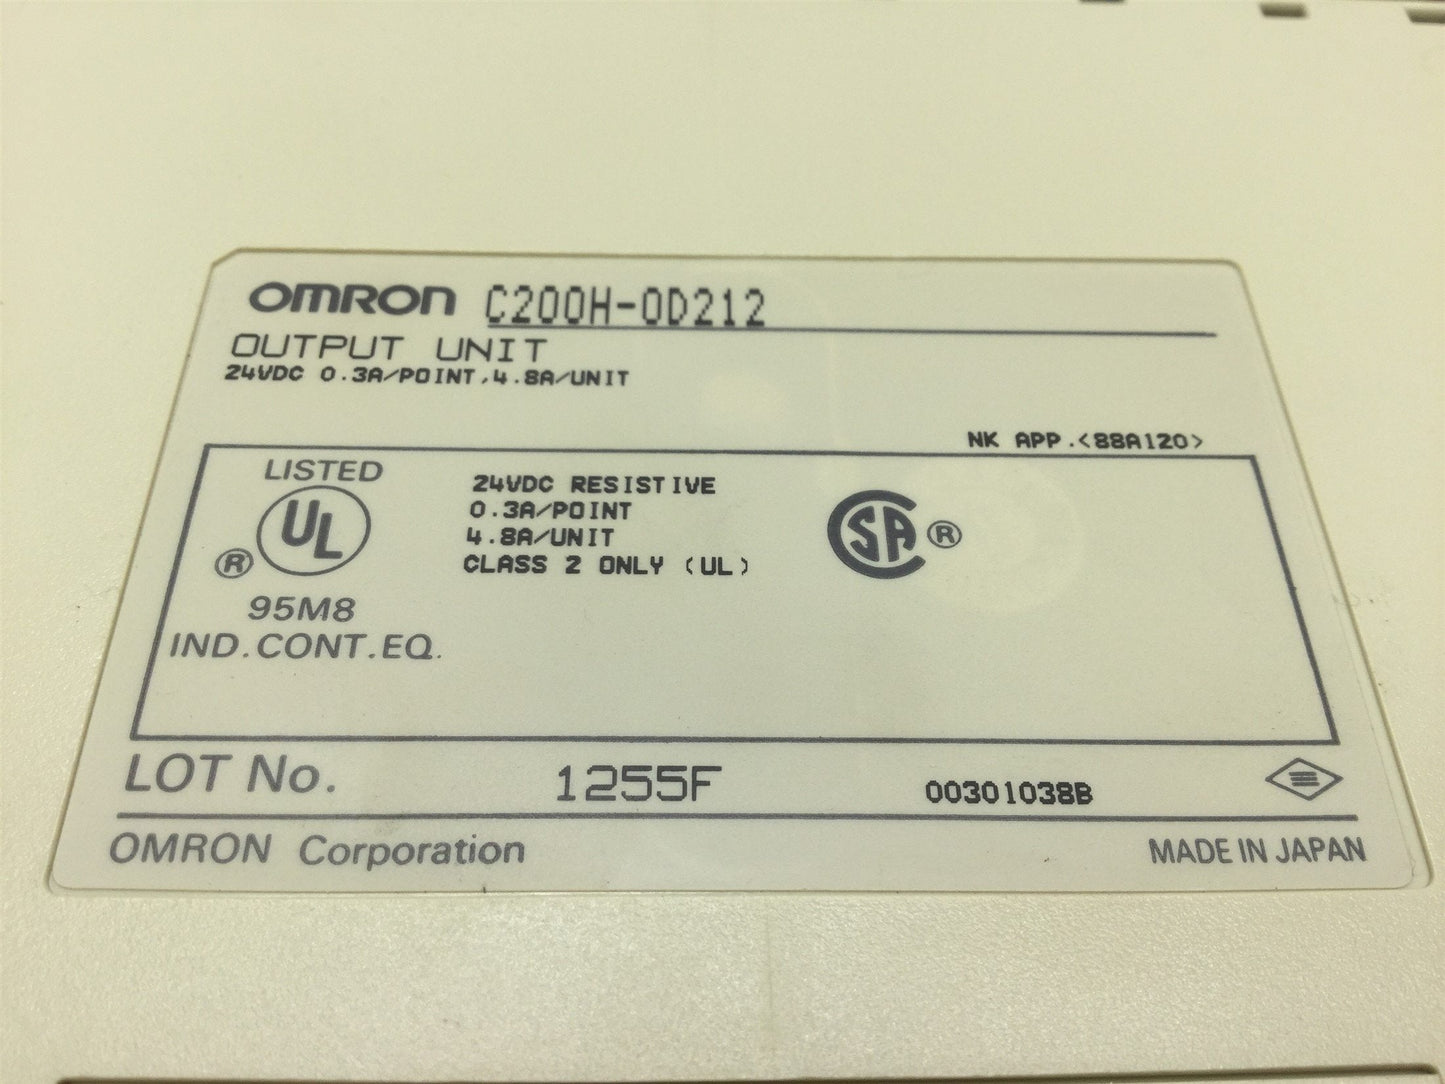 OMRON C200H-OD212
OUTPUT UNIT
24VDC 0.3A/POINT,4.8A/UNIT
NK APP.<88A120>
LISTED
UL
®
95M8
IND.CONT.EQ.
24VDC RESISTIVE
0.3A/POINT
4.8A/UNIT
CLASS 2 ONLY (UL)
CSA ®
LOT No. 1255F 00301038B
OMRON Corporation MADE IN JAPAN